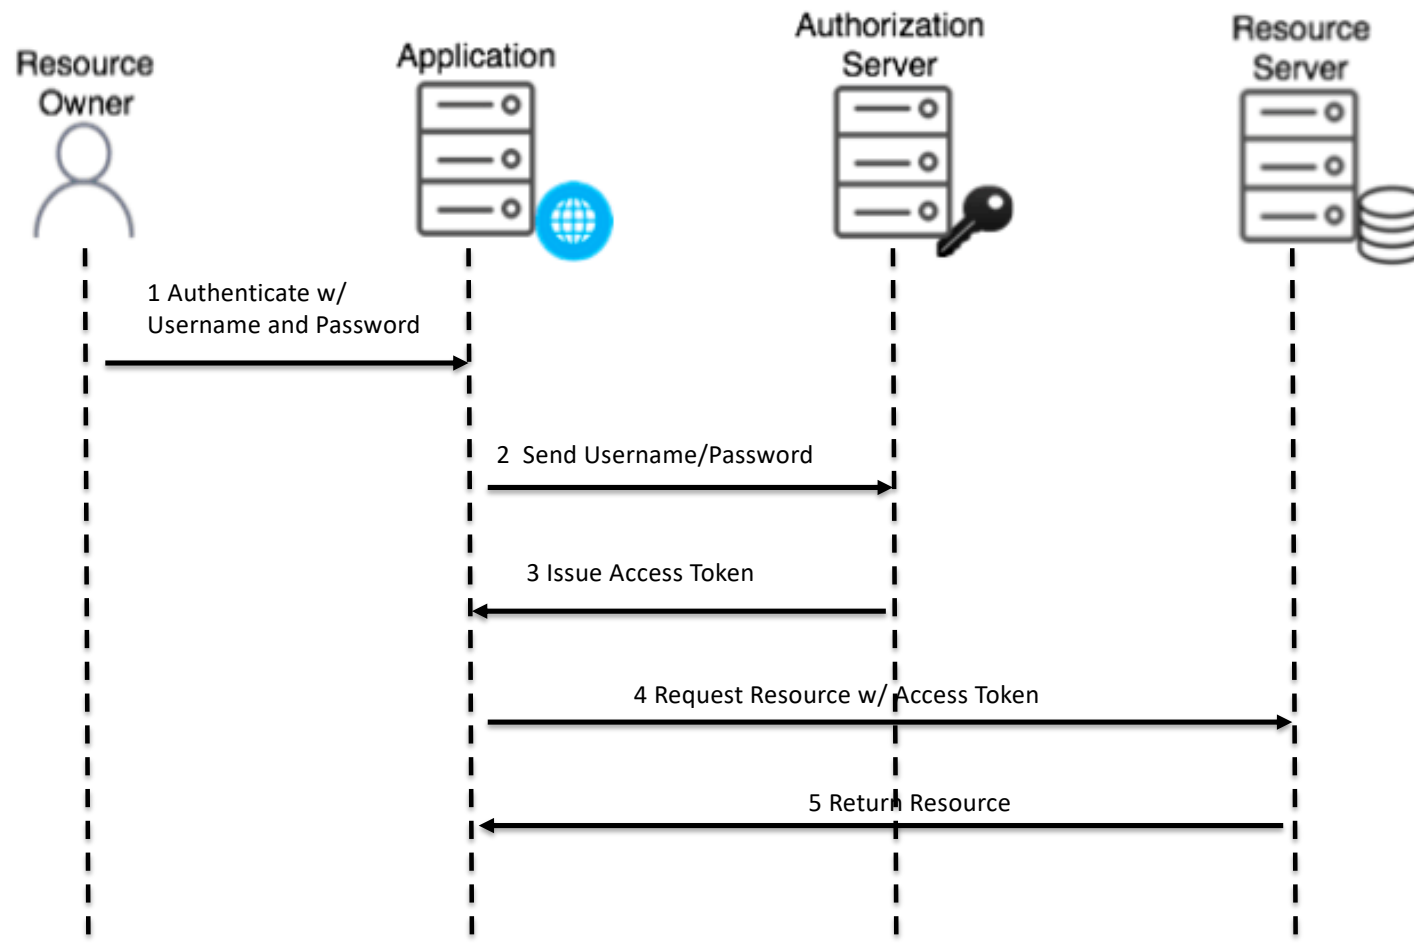 Resource
Owner
Application
Authorization
Server
Resource
Server
1 Authenticate w/
Username and Password
2  Send Username/Password
3 Issue Access Token
4 Request Resource w/ Access Token
5 Return Resource